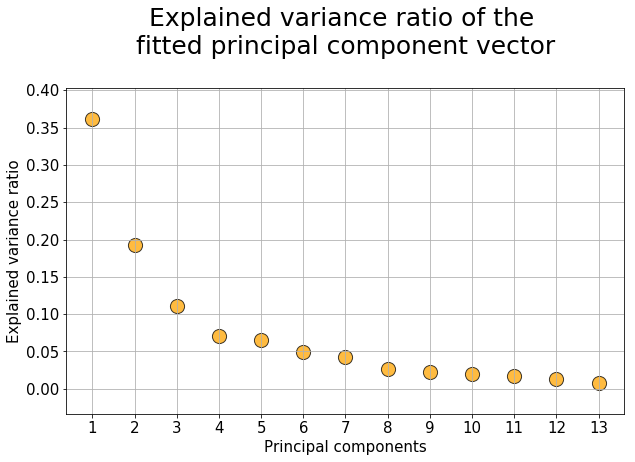 Explained variance ratio of the
fitted principal component vector
Explained variance ratio
0.40
0.35
0.30
0.25
0.20
0.15
0.10
0.05
0.00
1 2 3 4 5 6 7 8 9 10 11 12 13
Principal components